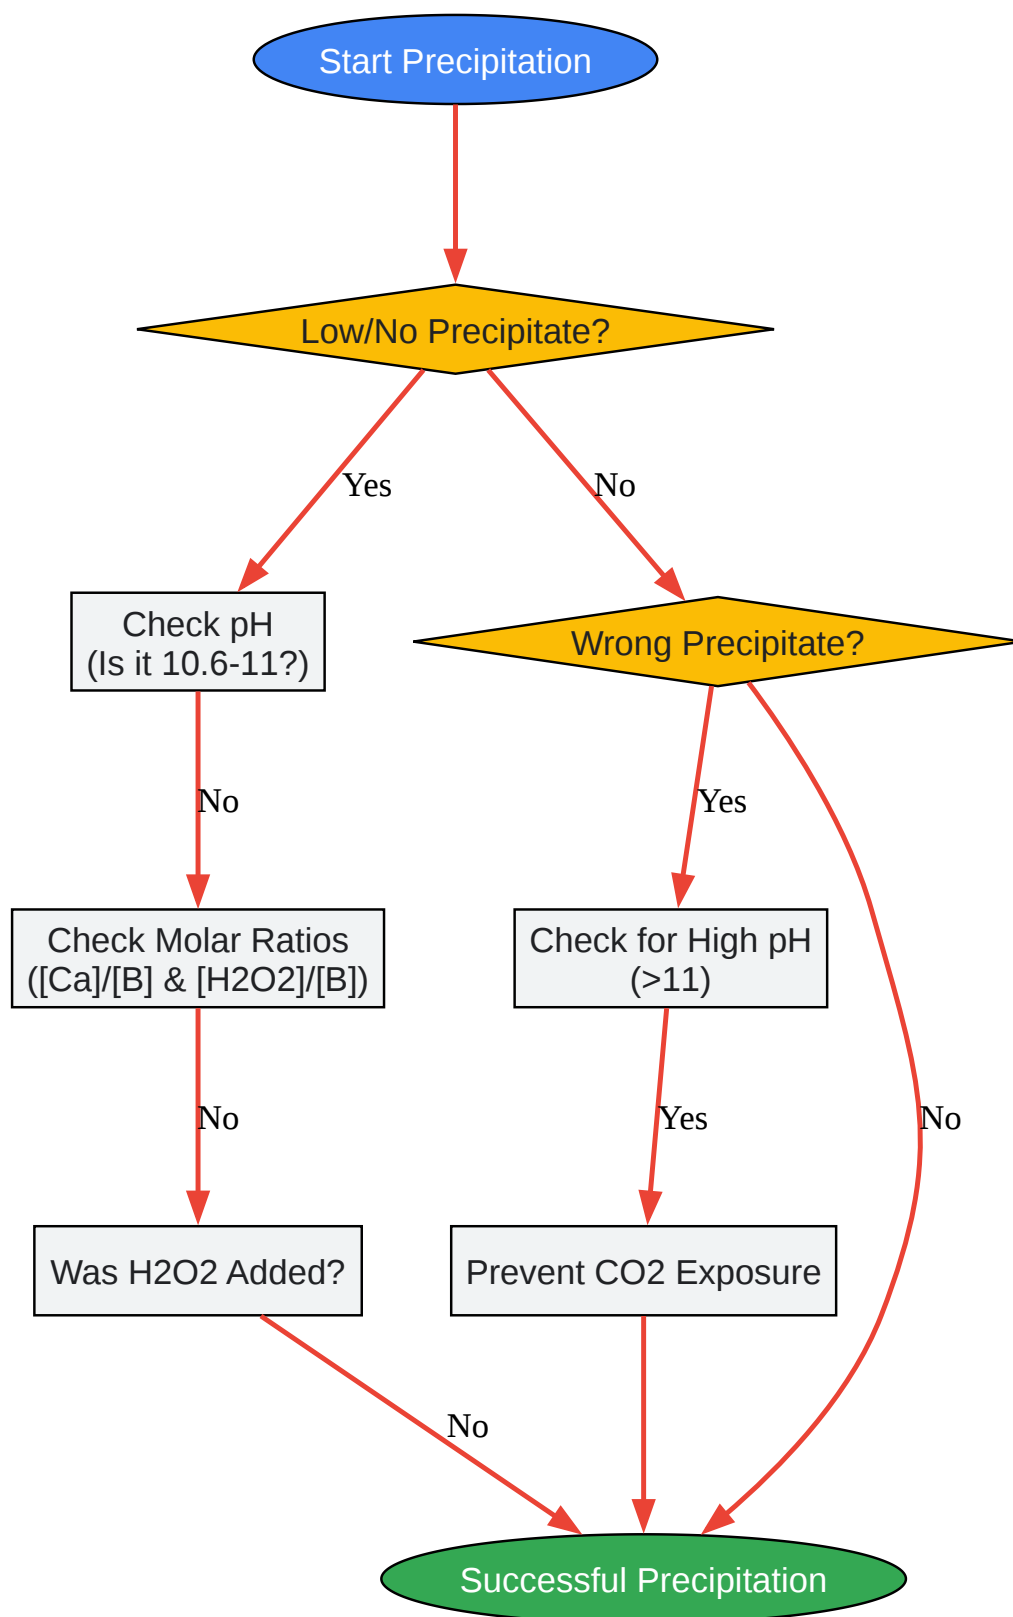 Start Precipitation
Low/No Precipitate?
Yes
No
Check pH
(Is it 10.6-11?)
Wrong Precipitate?
No
Yes
Check Molar Ratios
([Ca]/[B] & [H2O2]/[B])
Check for High pH
(>11)
No
Yes
No
Was H2O2 Added?
Prevent CO2 Exposure
No
Successful Precipitation